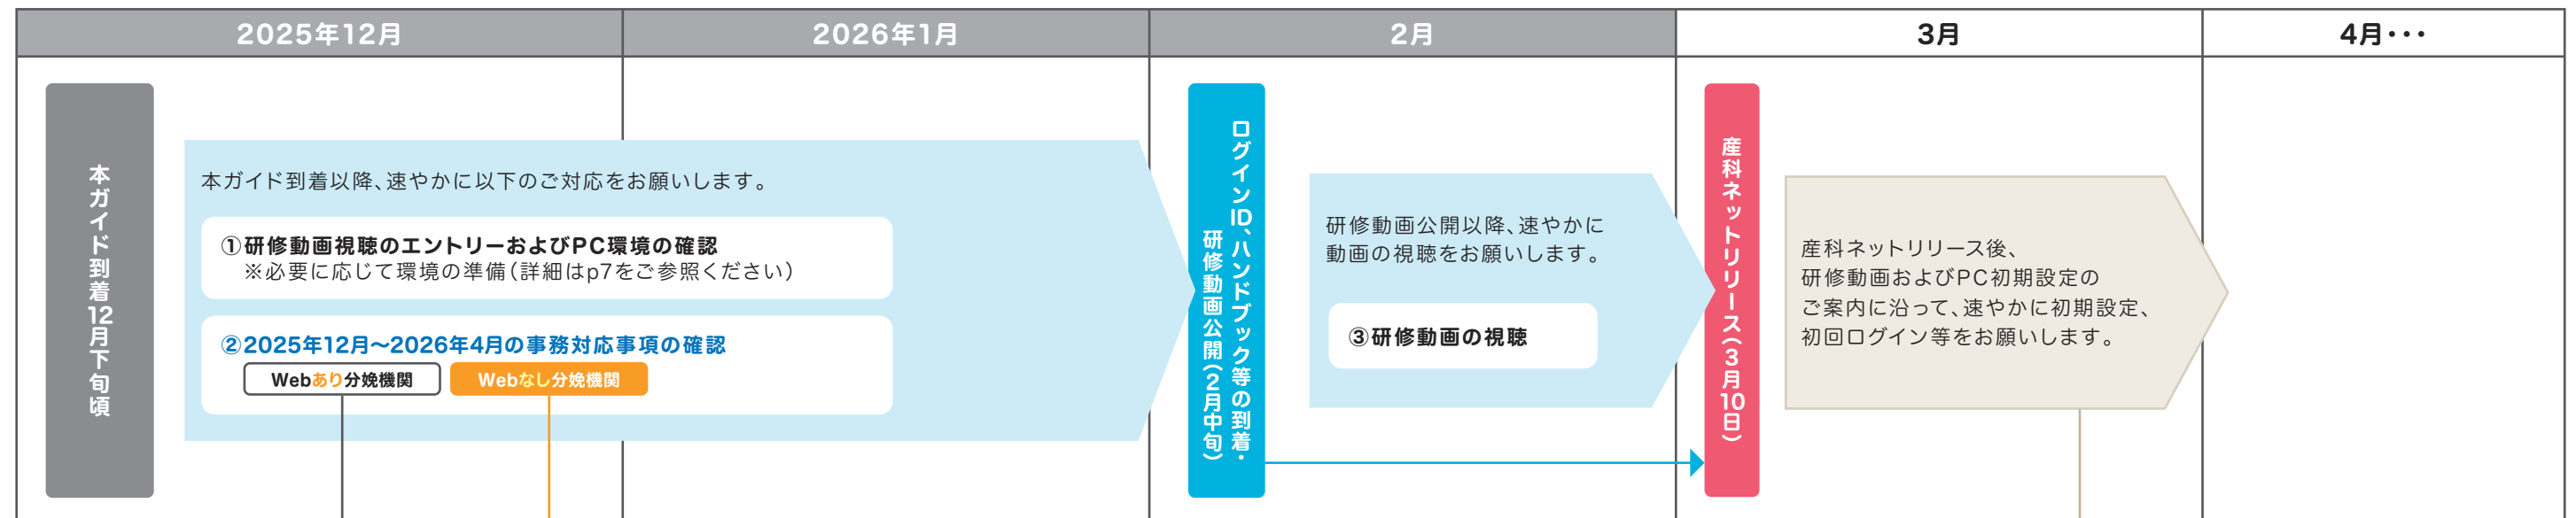 2025年12月
2026年1月
2月
3月
4月･･･
本ガイド到着12月下旬頃
本ガイド到着以降、速やかに以下のご対応をお願いします。
①研修動画視聴のエントリーおよびPC環境の確認
※必要に応じて環境の準備(詳細はp7をご参照ください)
②2025年12月～2026年4月の事務対応事項の確認
Webあり分娩機関
Webなし分娩機関
ログインID、ハンドブック等の到着・
研修動画公開(2月中旬)
研修動画公開以降、速やかに
動画の視聴をお願いします。
③研修動画の視聴
産科ネットリリース(3月10日)
産科ネットリリース後、
研修動画およびPC初期設定の
ご案内に沿って、速やかに初期設定、
初回ログイン等をお願いします。